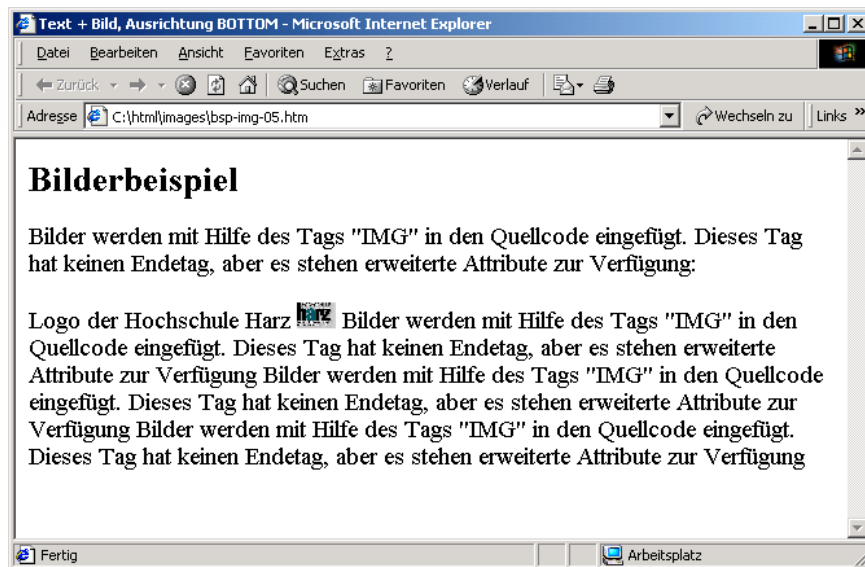 Text + Bild, Ausrichtung BOTTOM - Microsoft Internet Explorer
Datei Bearbeiten Ansicht Favoriten Extras ?
Zurück Suchen Favoriten Verlauf
Adresse C:\html\images\bsp-img-05.htm Wechseln zu Links »
Bilderbeispiel
Bilder werden mit Hilfe des Tags "IMG" in den Quellcode eingefügt. Dieses Tag
hat keinen Endetag, aber es stehen erweiterte Attribute zur Verfügung:
Logo der Hochschule Harz harz Bilder werden mit Hilfe des Tags "IMG" in den
Quellcode eingefügt. Dieses Tag hat keinen Endetag, aber es stehen erweiterte
Attribute zur Verfügung Bilder werden mit Hilfe des Tags "IMG" in den Quellcode
eingefügt. Dieses Tag hat keinen Endetag, aber es stehen erweiterte Attribute zur
Verfügung Bilder werden mit Hilfe des Tags "IMG" in den Quellcode eingefügt.
Dieses Tag hat keinen Endetag, aber es stehen erweiterte Attribute zur Verfügung
Fertig Arbeitsplatz